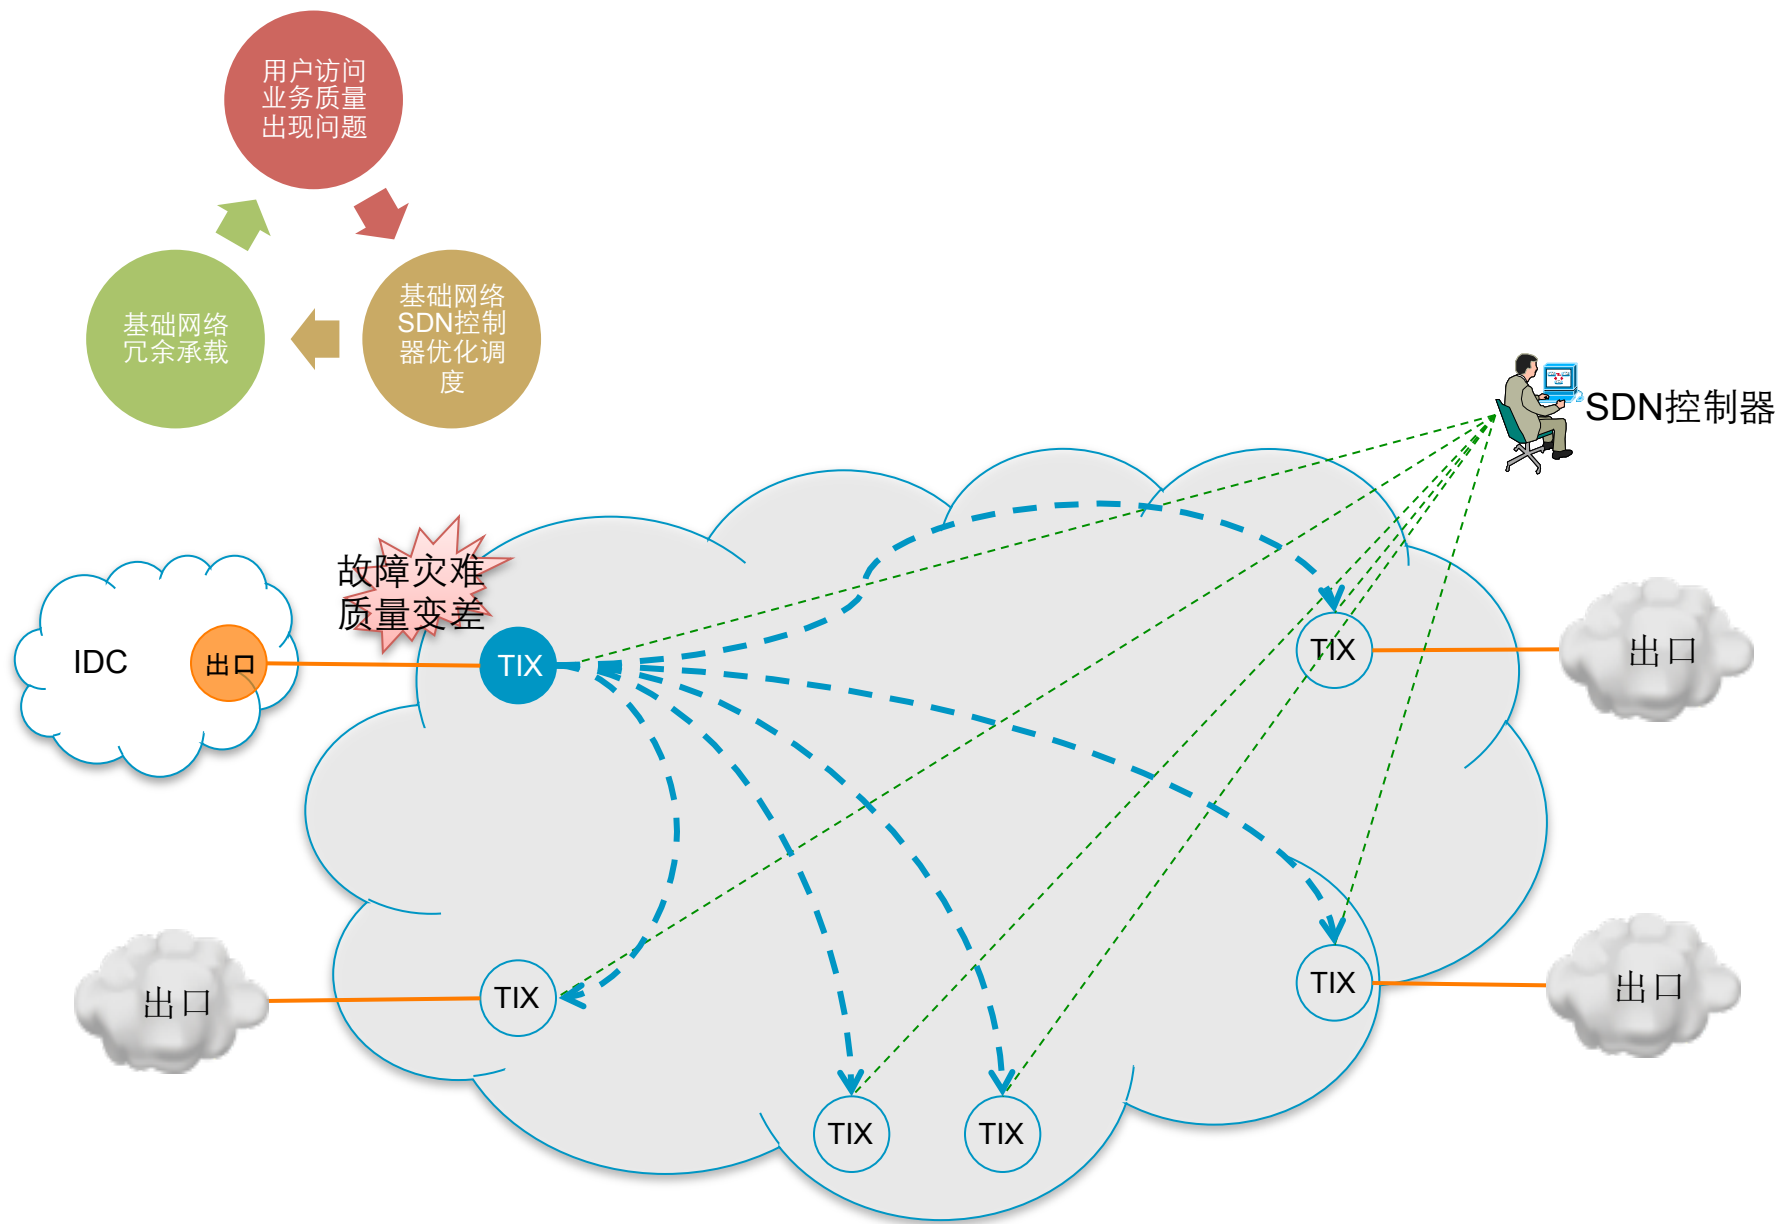 用户访问
业务质量
出现问题
基础网络
冗余承载
基础网络
SDN控制
器优化调
度
SDN控制器
故障灾难
质量变差
IDC
出口
TIX
TIX
出口
出口
TIX
TIX
出口
TIX
TIX